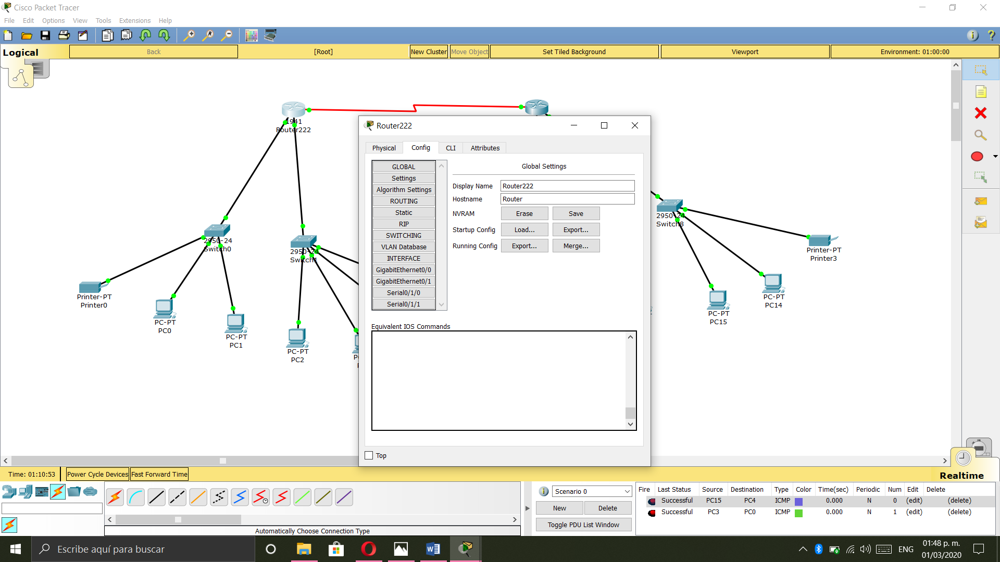 Cisco Packet Tracer
File Edit Options View Tools Extensions Help
Logical Back [Root] New Cluster Move Object Set Tiled Background Viewport Environment: 01:00:00
1941
Router222
2950-24
Switch0
2950-24
Switch1
2950-24
Switch8
Printer-PT
Printer3
Printer-PT
Printer0
PC-PT
PC0
PC-PT
PC1
PC-PT
PC2
PC-PT
PC15
PC-PT
PC14
Router222
Physical Config CLI Attributes
GLOBAL
Settings
Algorithm Settings
ROUTING
Static
RIP
SWITCHING
VLAN Database
INTERFACE
GigabitEthernet0/0
GigabitEthernet0/1
Serial0/1/0
Serial0/1/1
Global Settings
Display Name Router222
Hostname Router
NVRAM Erase Save
Startup Config Load... Export...
Running Config Export... Merge...
Equivalent IOS Commands
Top
Time: 01:10:53 Power Cycle Devices Fast Forward Time
Realtime
Automatically Choose Connection Type
Scenario 0
New Delete
Toggle PDU List Window
Fire Last Status Source Destination Type Color Time(sec) Periodic Num Edit Delete
Successful PC15 PC4 ICMP 0.000 N 0 (edit) (delete)
Successful PC3 PC0 ICMP 0.000 N 1 (edit) (delete)
Escribe aquí para buscar
ENG
01:48 p. m.
01/03/2020